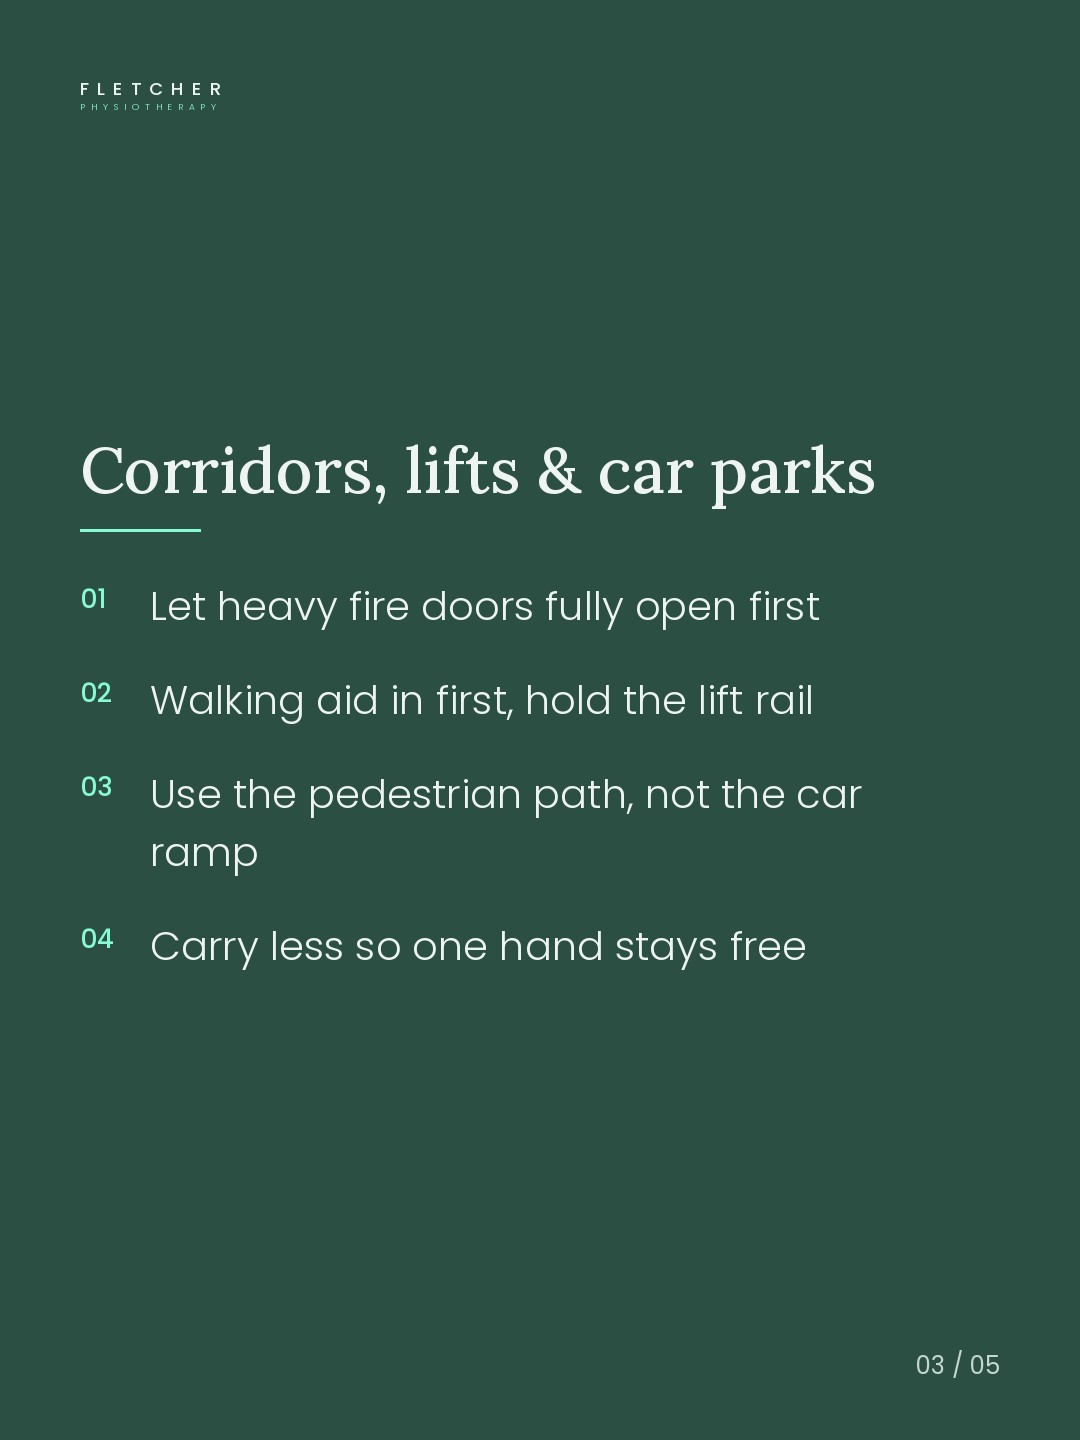 FLETCHER
PHYSIOTHERAPY
Corridors, lifts & car parks
01 Let heavy fire doors fully open first
02 Walking aid in first, hold the lift rail
03 Use the pedestrian path, not the car
ramp
04 Carry less so one hand stays free
03 / 05